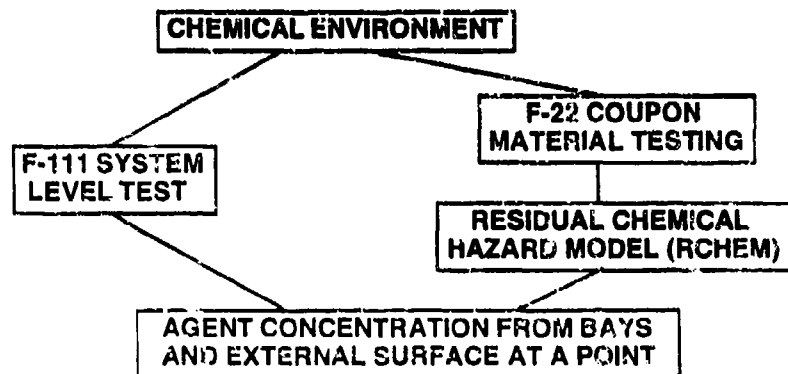 CHEMICAL ENVIRONMENT
F-22 COUPON
MATERIAL TESTING
F-111 SYSTEM
LEVEL TEST
RESIDUAL CHEMICAL
HAZARD MODEL (RCHEM)
AGENT CONCENTRATION FROM BAYS
AND EXTERNAL SURFACE AT A POINT